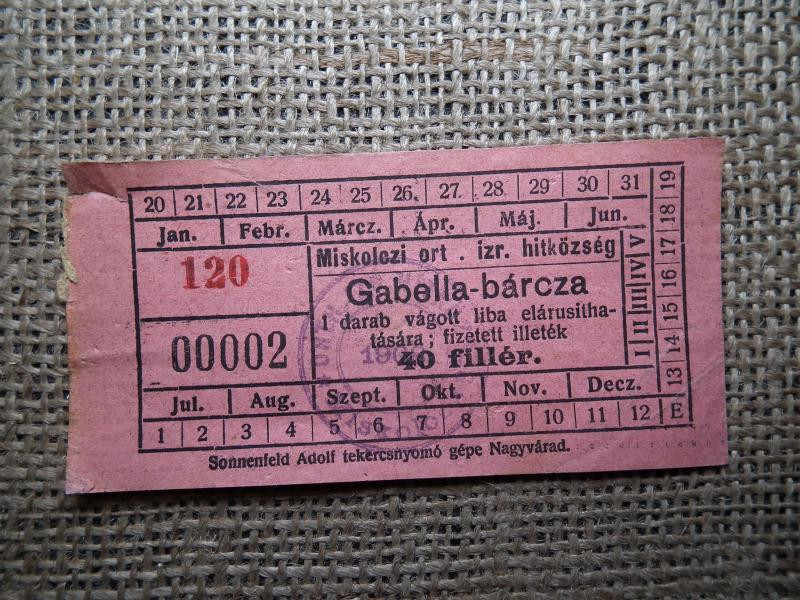 20 21 22 23 24 25 26 27 28 29 30 31
Jan. Febr. Márcz. Ápr. Máj. Jun.
120
00002
Miskolczi ort. izr. hitközség
Gabella-bárcza
1 darab vágott liba elárusitha-
tására; fizetett illeték
40 fillér.
I II III IV V
13 14 15 16 17 18 19
Jul. Aug. Szept. Okt. Nov. Decz.
1 2 3 4 5 6 7 8 9 10 11 12 E
Sonnenfeld Adolf tekercsnyomó gépe Nagyvárad.